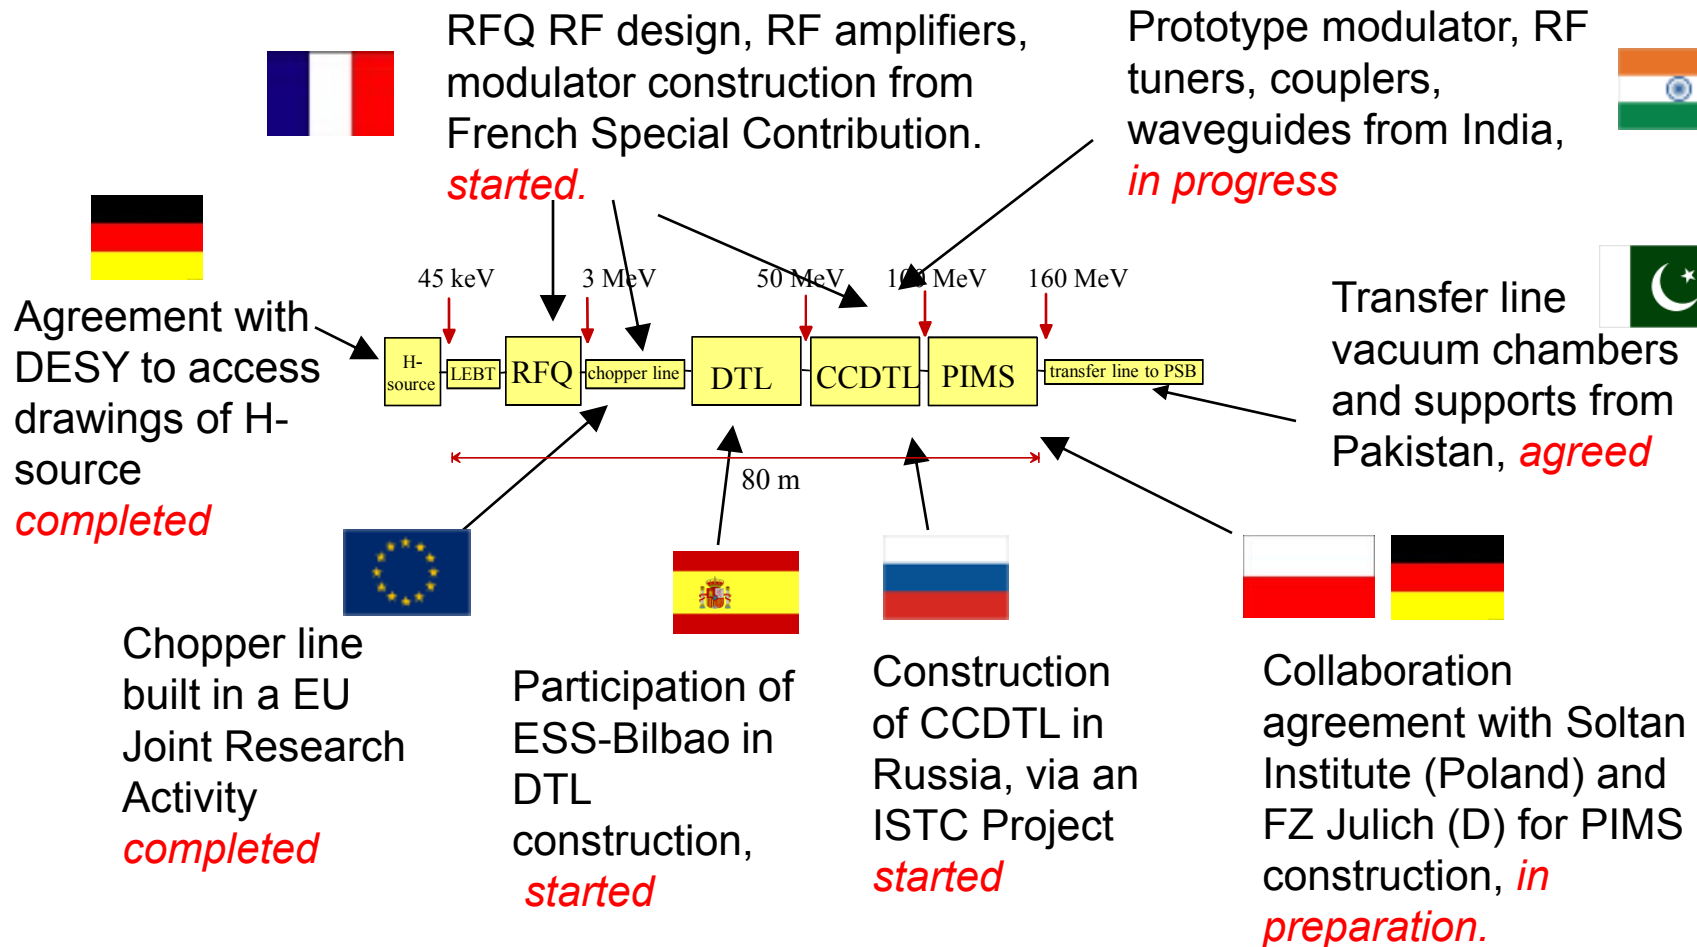 RFQ RF design, RF amplifiers,
modulator construction from
French Special Contribution.
started.
Prototype modulator, RF
tuners, couplers,
waveguides from India,
in progress
45 keV
3 MeV
50 MeV
100 MeV
160 MeV
Agreement with
DESY to access
drawings of H-
source
completed
H-
source
LEBT
RFQ
chopper line
DTL
CCDTL
PIMS
transfer line to PSB
80 m
Transfer line
vacuum chambers
and supports from
Pakistan, agreed
Chopper line
built in a EU
Joint Research
Activity
completed
Participation of
ESS-Bilbao in
DTL
construction,
started
Construction
of CCDTL in
Russia, via an
ISTC Project
started
Collaboration
agreement with Soltan
Institute (Poland) and
FZ Julich (D) for PIMS
construction, in
preparation.